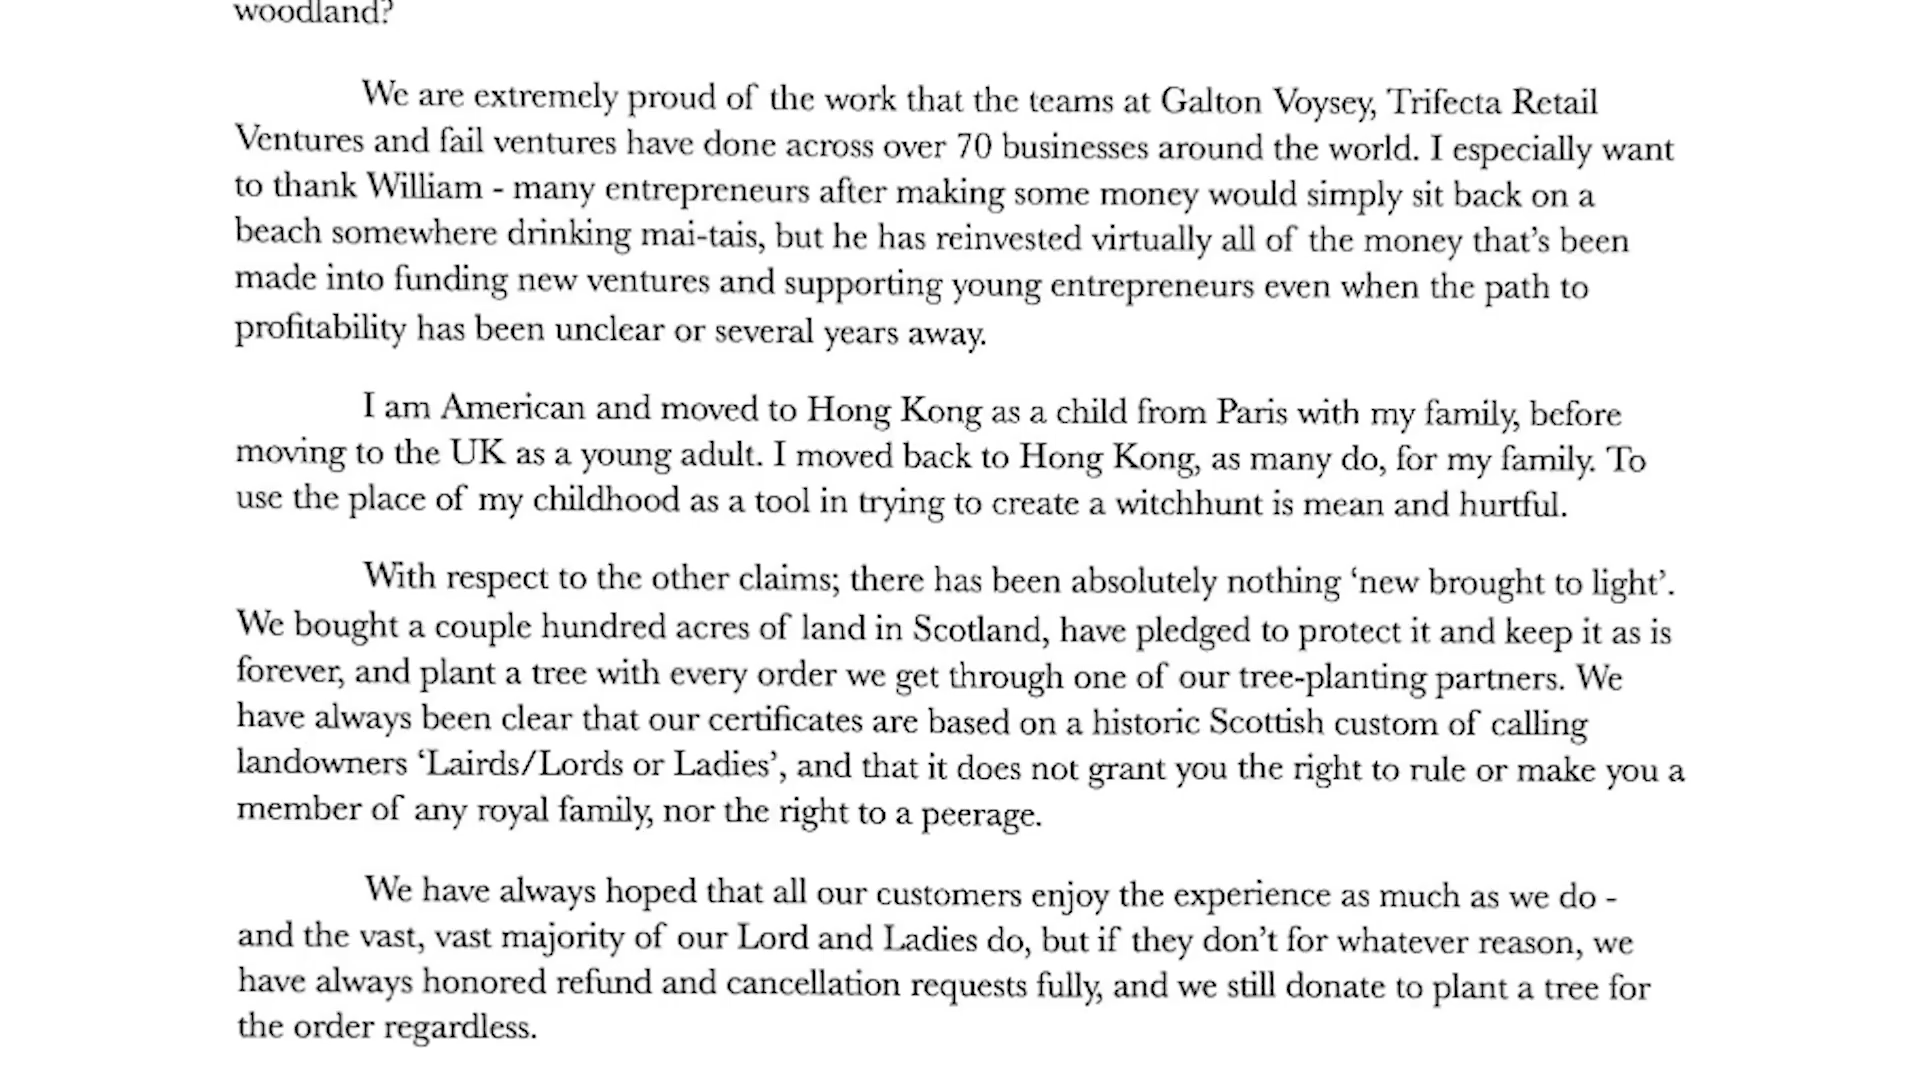 woodland?
We are extremely proud of the work that the teams at Galton Voysey, Trifecta Retail
Ventures and fail ventures have done across over 70 businesses around the world. I especially want
to thank William - many entrepreneurs after making some money would simply sit back on a
beach somewhere drinking mai-tais, but he has reinvested virtually all of the money that's been
made into funding new ventures and supporting young entrepreneurs even when the path to
profitability has been unclear or several years away.
I am American and moved to Hong Kong as a child from Paris with my family, before
moving to the UK as a young adult. I moved back to Hong Kong, as many do, for my family. To
use the place of my childhood as a tool in trying to create a witchhunt is mean and hurtful.
With respect to the other claims; there has been absolutely nothing ‘new brought to light’.
We bought a couple hundred acres of land in Scotland, have pledged to protect it and keep it as is
forever, and plant a tree with every order we get through one of our tree-planting partners. We
have always been clear that our certificates are based on a historic Scottish custom of calling
landowners ‘Lairds/Lords or Ladies’, and that it does not grant you the right to rule or make you a
member of any royal family, nor the right to a peerage.
We have always hoped that all our customers enjoy the experience as much as we do -
and the vast, vast majority of our Lord and Ladies do, but if they don't for whatever reason, we
have always honored refund and cancellation requests fully, and we still donate to plant a tree for
the order regardless.